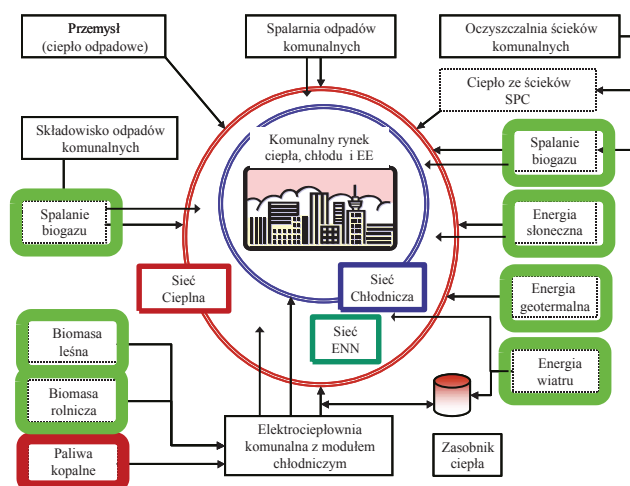 Przemysł
(ciepło odpadowe)
Spalarnia odpadów
komunalnych
Oczyszczalnia ścieków
komunalnych
Ciepło ze ścieków
SPC
Składowisko odpadów
komunalnych
Komunalny rynek
ciepła, chłodu i EE
Spalanie
biogazu
Spalanie
biogazu
Energia
słoneczna
Sieć
Cieplna
Sieć
Chłodnicza
Energia
geotermalna
Sieć
ENN
Biomasa
leśna
Energia
wiatru
Biomasa
rolnicza
Elektrociepłownia
komunalna z modułem
chłodniczym
Zasobnik
ciepła
Paliwa
kopalne